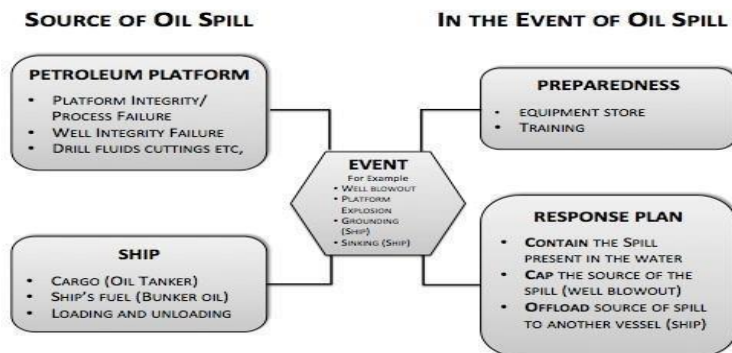 SOURCE OF OIL SPILL
IN THE EVENT OF OIL SPILL
PETROLEUM PLATFORM
• PLATFORM INTEGRITY/
PROCESS FAILURE
• WELL INTEGRITY FAILURE
• DRILL FLUIDS CUTTINGS ETC,
PREPAREDNESS
• EQUIPMENT STORE
• TRAINING
EVENT
For Example
• WELL BLOWOUT
• PLATFORM
EXPLOSION
• GROUNDING
(SHIP)
• SINKING (SHIP)
SHIP
• CARGO (OIL TANKER)
• SHIP'S FUEL (BUNKER OIL)
• LOADING AND UNLOADING
RESPONSE PLAN
• CONTAIN THE SPILL
PRESENT IN THE WATER
• CAP THE SOURCE OF THE
SPILL (WELL BLOWOUT)
• OFFLOAD SOURCE OF SPILL
TO ANOTHER VESSEL (SHIP)